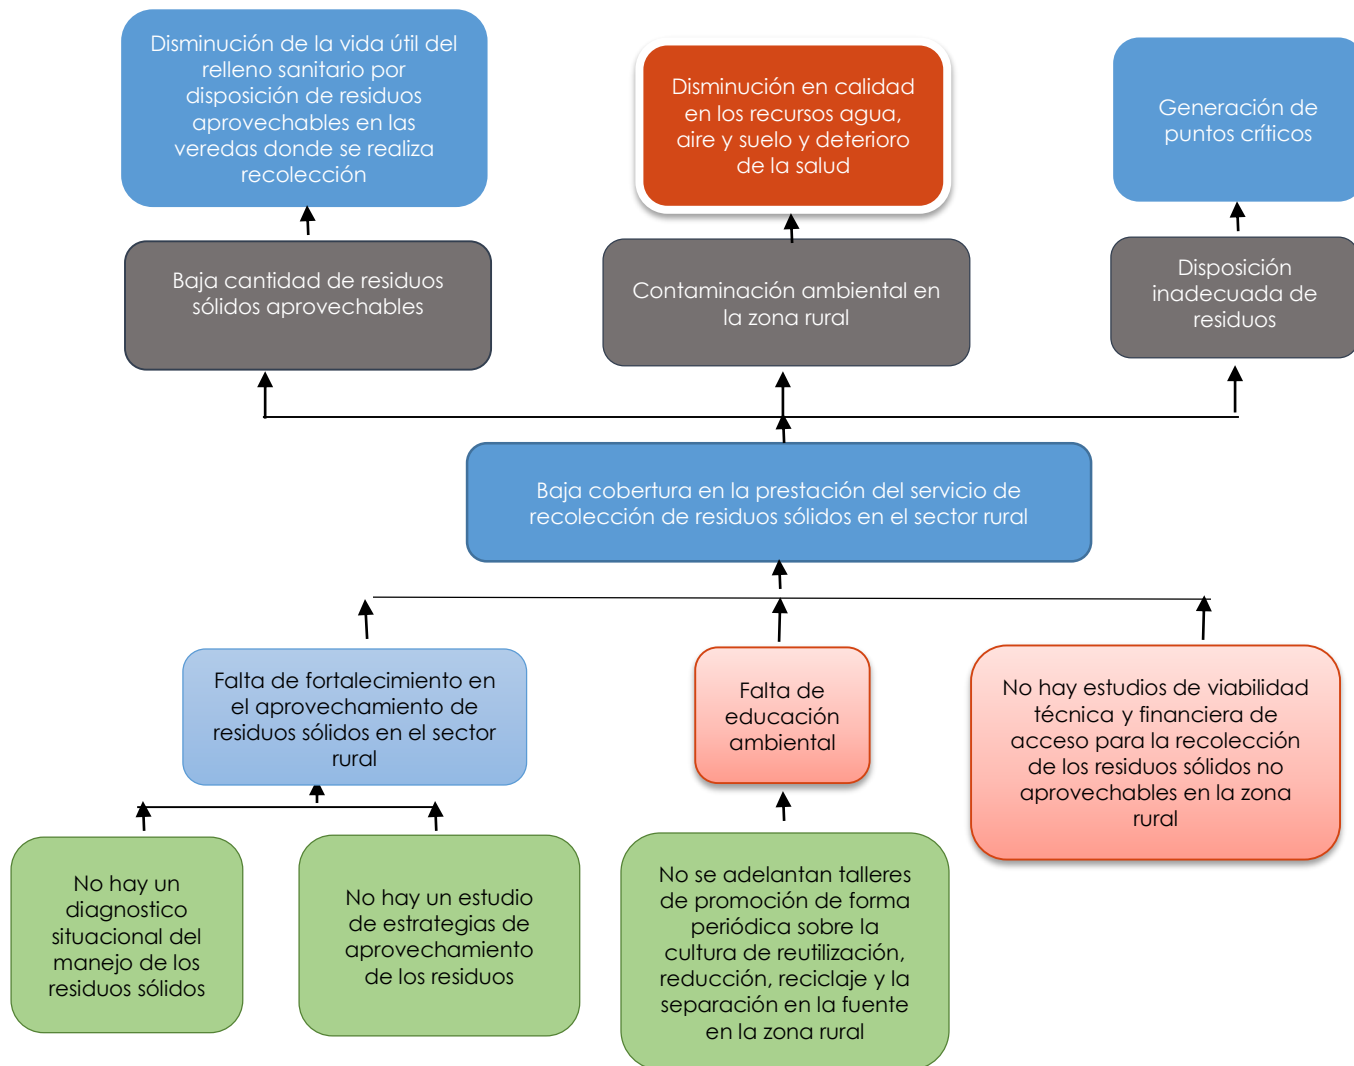 Disminución de la vida útil del
relleno sanitario por
disposición de residuos
aprovechables en las
veredas donde se realiza
recolección
Disminución en calidad
en los recursos agua,
aire y suelo y deterioro
de la salud
Generación de
puntos críticos
Baja cantidad de residuos
sólidos aprovechables
Contaminación ambiental en
la zona rural
Disposición
inadecuada de
residuos
Baja cobertura en la prestación del servicio de
recolección de residuos sólidos en el sector rural
Falta de fortalecimiento en
el aprovechamiento de
residuos sólidos en el sector
rural
Falta de
educación
ambiental
No hay estudios de viabilidad
técnica y financiera de
acceso para la recolección
de los residuos sólidos no
aprovechables en la zona
rural
No hay un
diagnostico
situacional del
manejo de los
residuos sólidos
No hay un estudio
de estrategias de
aprovechamiento
de los residuos
No se adelantan talleres
de promoción de forma
periódica sobre la
cultura de reutilización,
reducción, reciclaje y la
separación en la fuente
en la zona rural